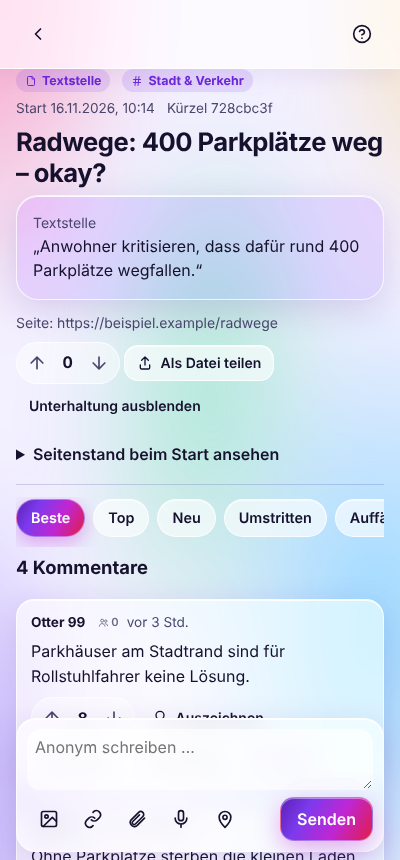 Textstelle
Stadt & Verkehr
Start 16.11.2026, 10:14 Kürzel 728cbc3f
Radwege: 400 Parkplätze weg
– okay?
Textstelle
„Anwohner kritisieren, dass dafür rund 400
Parkplätze wegfallen.“
Seite: https://beispiel.example/radwege
0
Als Datei teilen
Unterhaltung ausblenden
Seitenstand beim Start ansehen
Beste
Top
Neu
Umstritten
4 Kommentare
Otter 99 0 vor 3 Std.
Parkhäuser am Stadtrand sind für
Rollstuhlfahrer keine Lösung.
8
Auszeichnen
Anonym schreiben ...
Senden
Ohne Parkplätze sterben die kleinen Läden